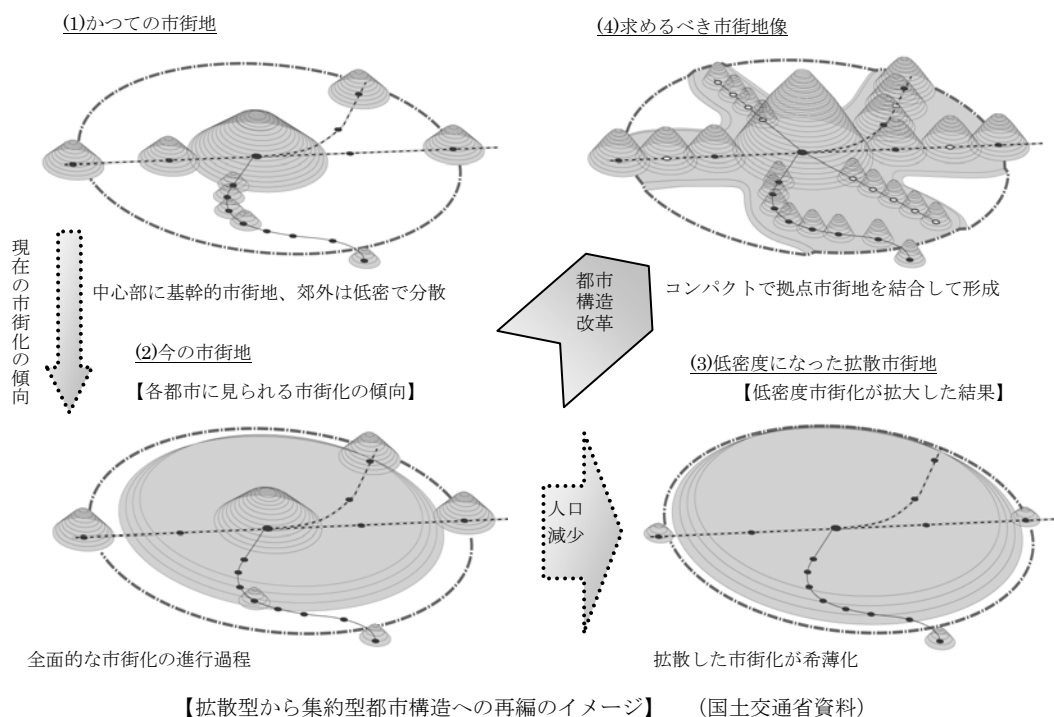 (1)かつての市街地
(4)求めるべき市街地像
中心部に基幹的市街地、郊外は低密で分散
コンパクトで拠点市街地を結合して形成
現在の市街化の傾向
都市
構造
改革
(2)今の市街地
【各都市に見られる市街化の傾向】
(3)低密度になった拡散市街地
【低密度市街化が拡大した結果】
人口
減少
全面的な市街化の進行過程
拡散した市街化が希薄化
【拡散型から集約型都市構造への再編のイメージ】 (国土交通省資料)